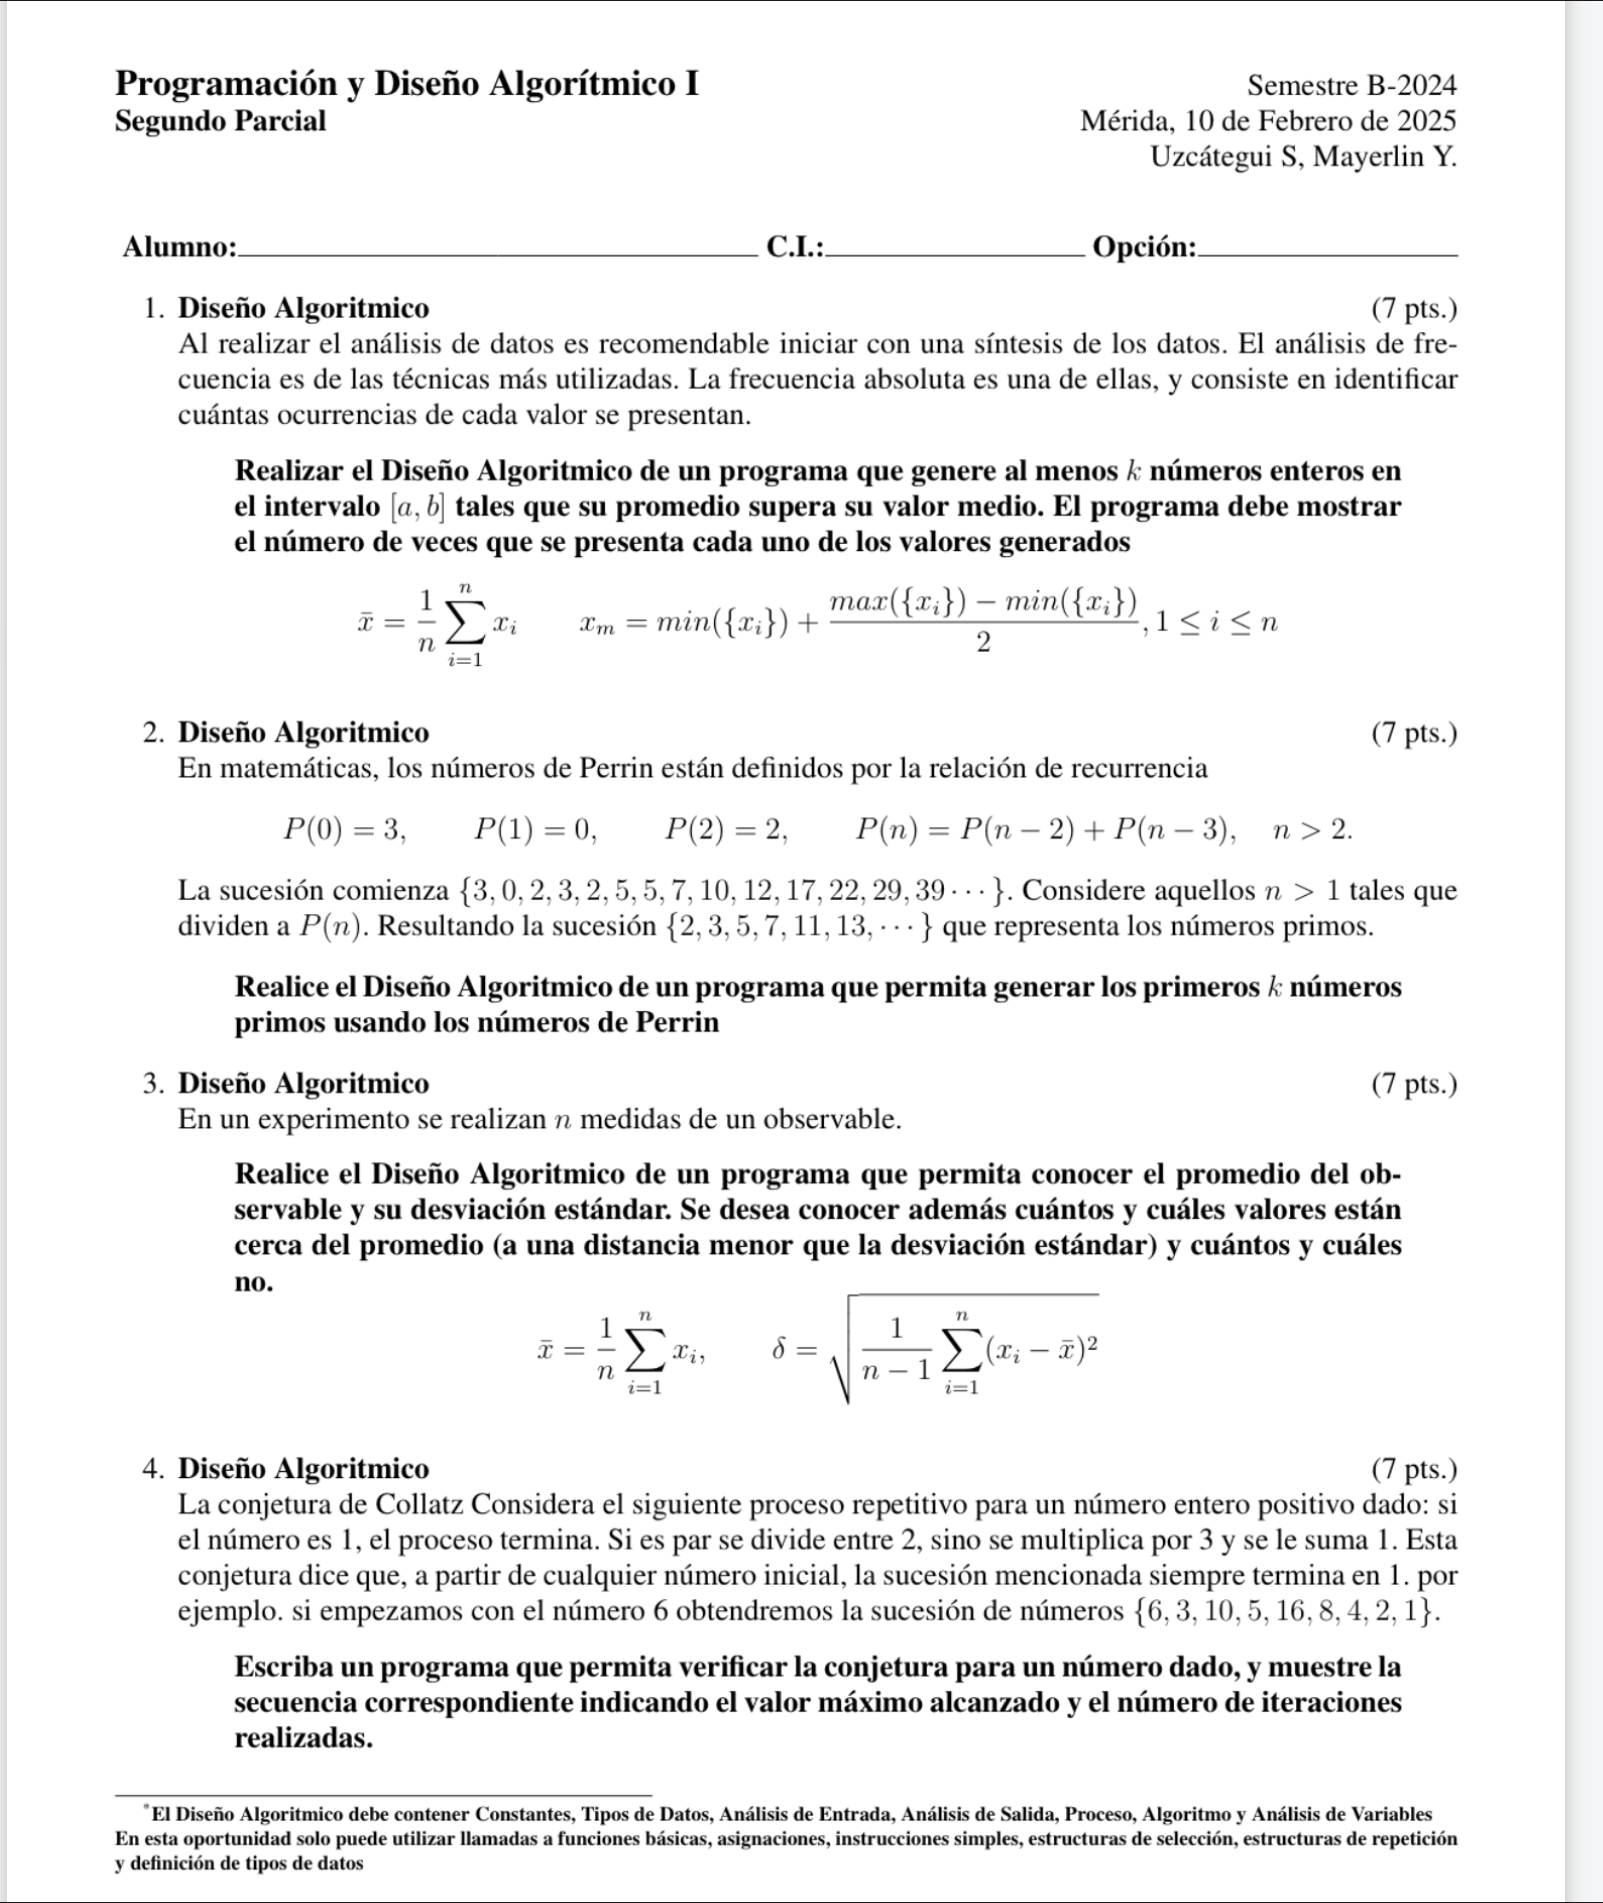 Programación y Diseño Algorítmico I
Semestre B-2024
Segundo Parcial
Mérida, 10 de Febrero de 2025
Uzcátegui S, Mayerlin Y.
Alumno:____ C.I.:____ Opción:____
1. Diseño Algoritmico (7 pts.)
Al realizar el análisis de datos es recomendable iniciar con una síntesis de los datos. El análisis de fre-
cuencia es de las técnicas más utilizadas. La frecuencia absoluta es una de ellas, y consiste en identificar
cuántas ocurrencias de cada valor se presentan.
Realizar el Diseño Algoritmico de un programa que genere al menos k números enteros en
el intervalo [a, b] tales que su promedio supera su valor medio. El programa debe mostrar
el número de veces que se presenta cada uno de los valores generados
x̄ = \frac{1}{n} \sum_{i=1}^{n} x_i    x_m = min({x_i}) + \frac{max({x_i}) − min({x_i})}{2}, 1 ≤ i ≤ n
2. Diseño Algoritmico (7 pts.)
En matemáticas, los números de Perrin están definidos por la relación de recurrencia
P(0) = 3,    P(1) = 0,    P(2) = 2,    P(n) = P(n − 2) + P(n − 3),    n > 2.
La sucesión comienza {3, 0, 2, 3, 2, 5, 5, 7, 10, 12, 17, 22, 29, 39 · · · }. Considere aquellos n > 1 tales que
dividen a P(n). Resultando la sucesión {2, 3, 5, 7, 11, 13, · · · } que representa los números primos.
Realice el Diseño Algoritmico de un programa que permita generar los primeros k números
primos usando los números de Perrin
3. Diseño Algoritmico (7 pts.)
En un experimento se realizan n medidas de un observable.
Realice el Diseño Algoritmico de un programa que permita conocer el promedio del ob-
servable y su desviación estándar. Se desea conocer además cuántos y cuáles valores están
cerca del promedio (a una distancia menor que la desviación estándar) y cuántos y cuáles
no.
x̄ = \frac{1}{n} \sum_{i=1}^{n} x_i,    δ = \sqrt{\frac{1}{n − 1} \sum_{i=1}^{n} (x_i − x̄)^2}
4. Diseño Algoritmico (7 pts.)
La conjetura de Collatz Considera el siguiente proceso repetitivo para un número entero positivo dado: si
el número es 1, el proceso termina. Si es par se divide entre 2, sino se multiplica por 3 y se le suma 1. Esta
conjetura dice que, a partir de cualquier número inicial, la sucesión mencionada siempre termina en 1. por
ejemplo. si empezamos con el número 6 obtendremos la sucesión de números {6, 3, 10, 5, 16, 8, 4, 2, 1}.
Escriba un programa que permita verificar la conjetura para un número dado, y muestre la
secuencia correspondiente indicando el valor máximo alcanzado y el número de iteraciones
realizadas.
*El Diseño Algoritmico debe contener Constantes, Tipos de Datos, Análisis de Entrada, Análisis de Salida, Proceso, Algoritmo y Análisis de Variables
En esta oportunidad solo puede utilizar llamadas a funciones básicas, asignaciones, instrucciones simples, estructuras de selección, estructuras de repetición
y definición de tipos de datos